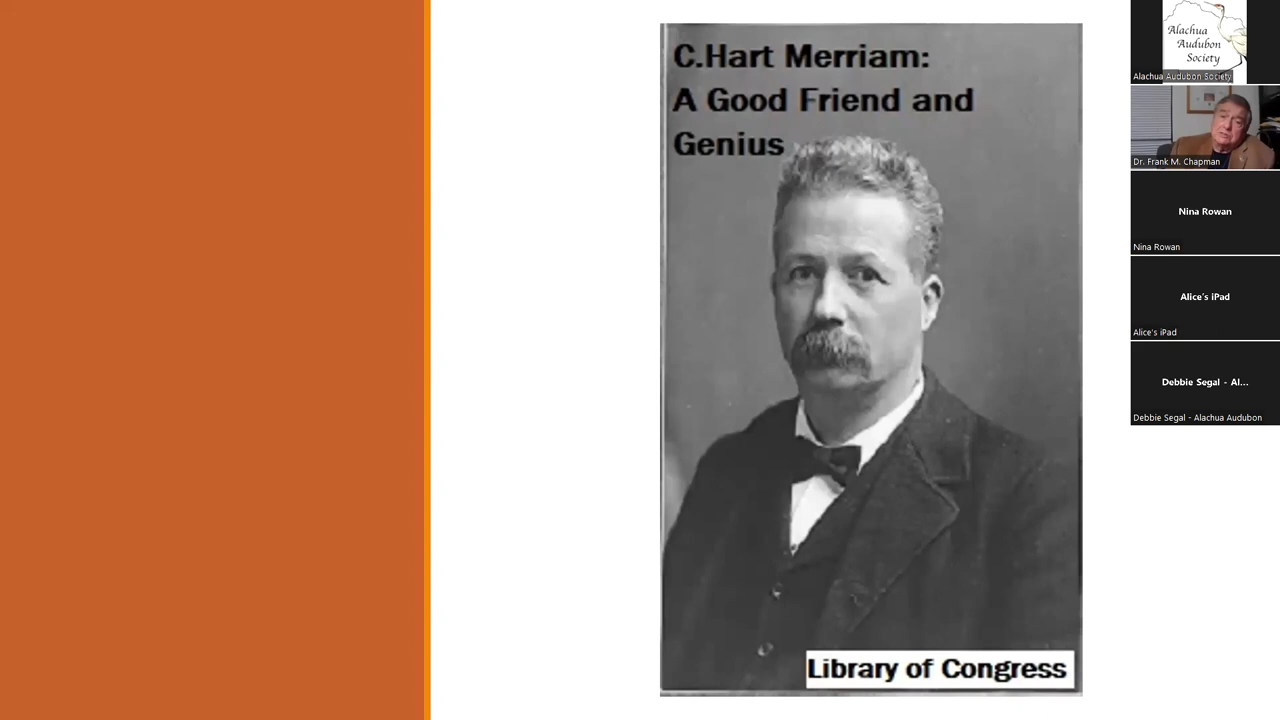 C.Hart Merriam:
A Good Friend and
Genius
Library of Congress
Alachua
Audubon
Society
Alachua Audubon Society
Dr. Frank M. Chapman
Nina Rowan
Nina Rowan
Alice's iPad
Alice's iPad
Debbie Segal - Al...
Debbie Segal - Alachua Audubon